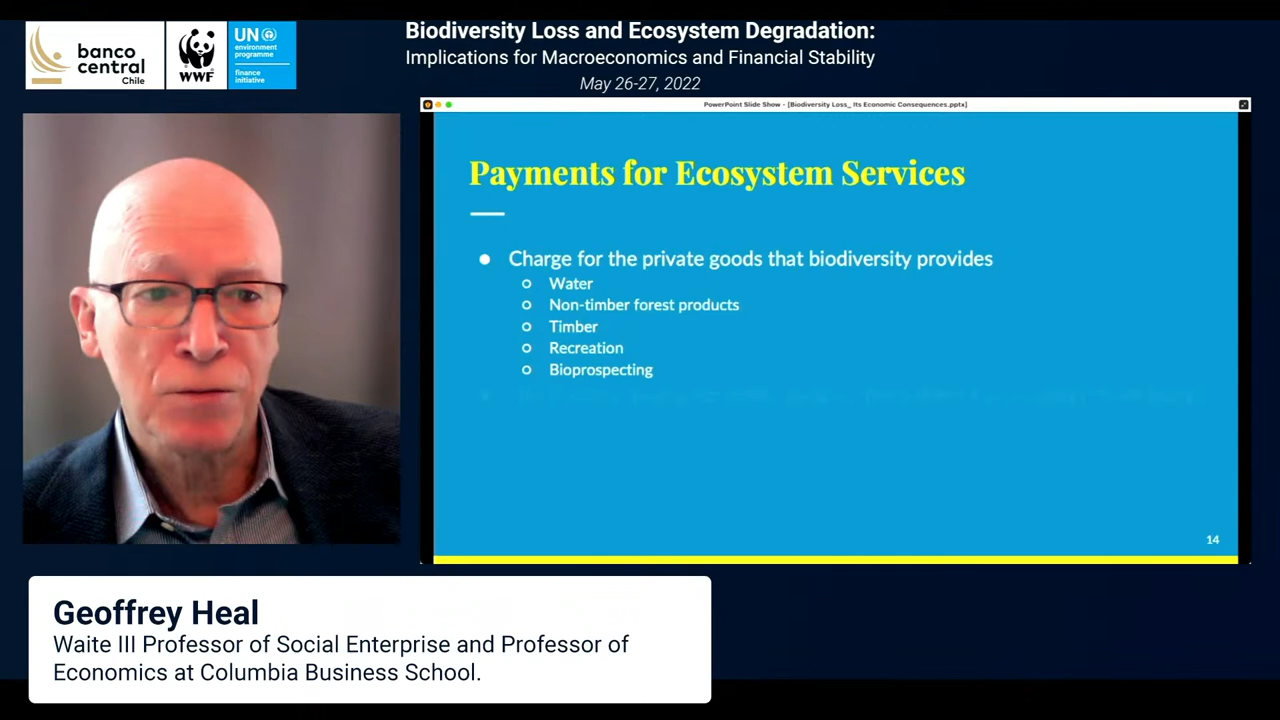 banco
central
Chile
WWF
UN
environment
programme
finance
initiative
Biodiversity Loss and Ecosystem Degradation:
Implications for Macroeconomics and Financial Stability
May 26-27, 2022
PowerPoint Slide Show - [Biodiversity Loss_ Its Economic Consequences.pptx]
Payments for Ecosystem Services
● Charge for the private goods that biodiversity provides
○ Water
○ Non-timber forest products
○ Timber
○ Recreation
○ Bioprospecting
14
Geoffrey Heal
Waite III Professor of Social Enterprise and Professor of
Economics at Columbia Business School.